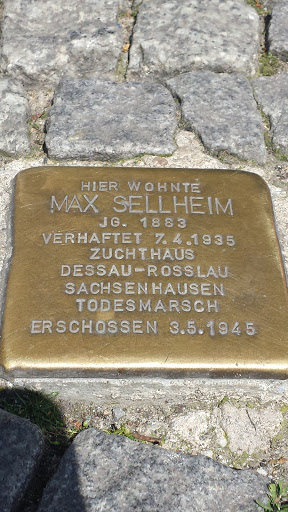 HIER WOHNTE
MAX SELLHEIM
JG. 1883
VERHAFTET 7.4.1935
ZUCHTHAUS
DESSAU-ROSSLAU
SACHSENHAUSEN
TODESMARSCH
ERSCHOSSEN 3.5.1945